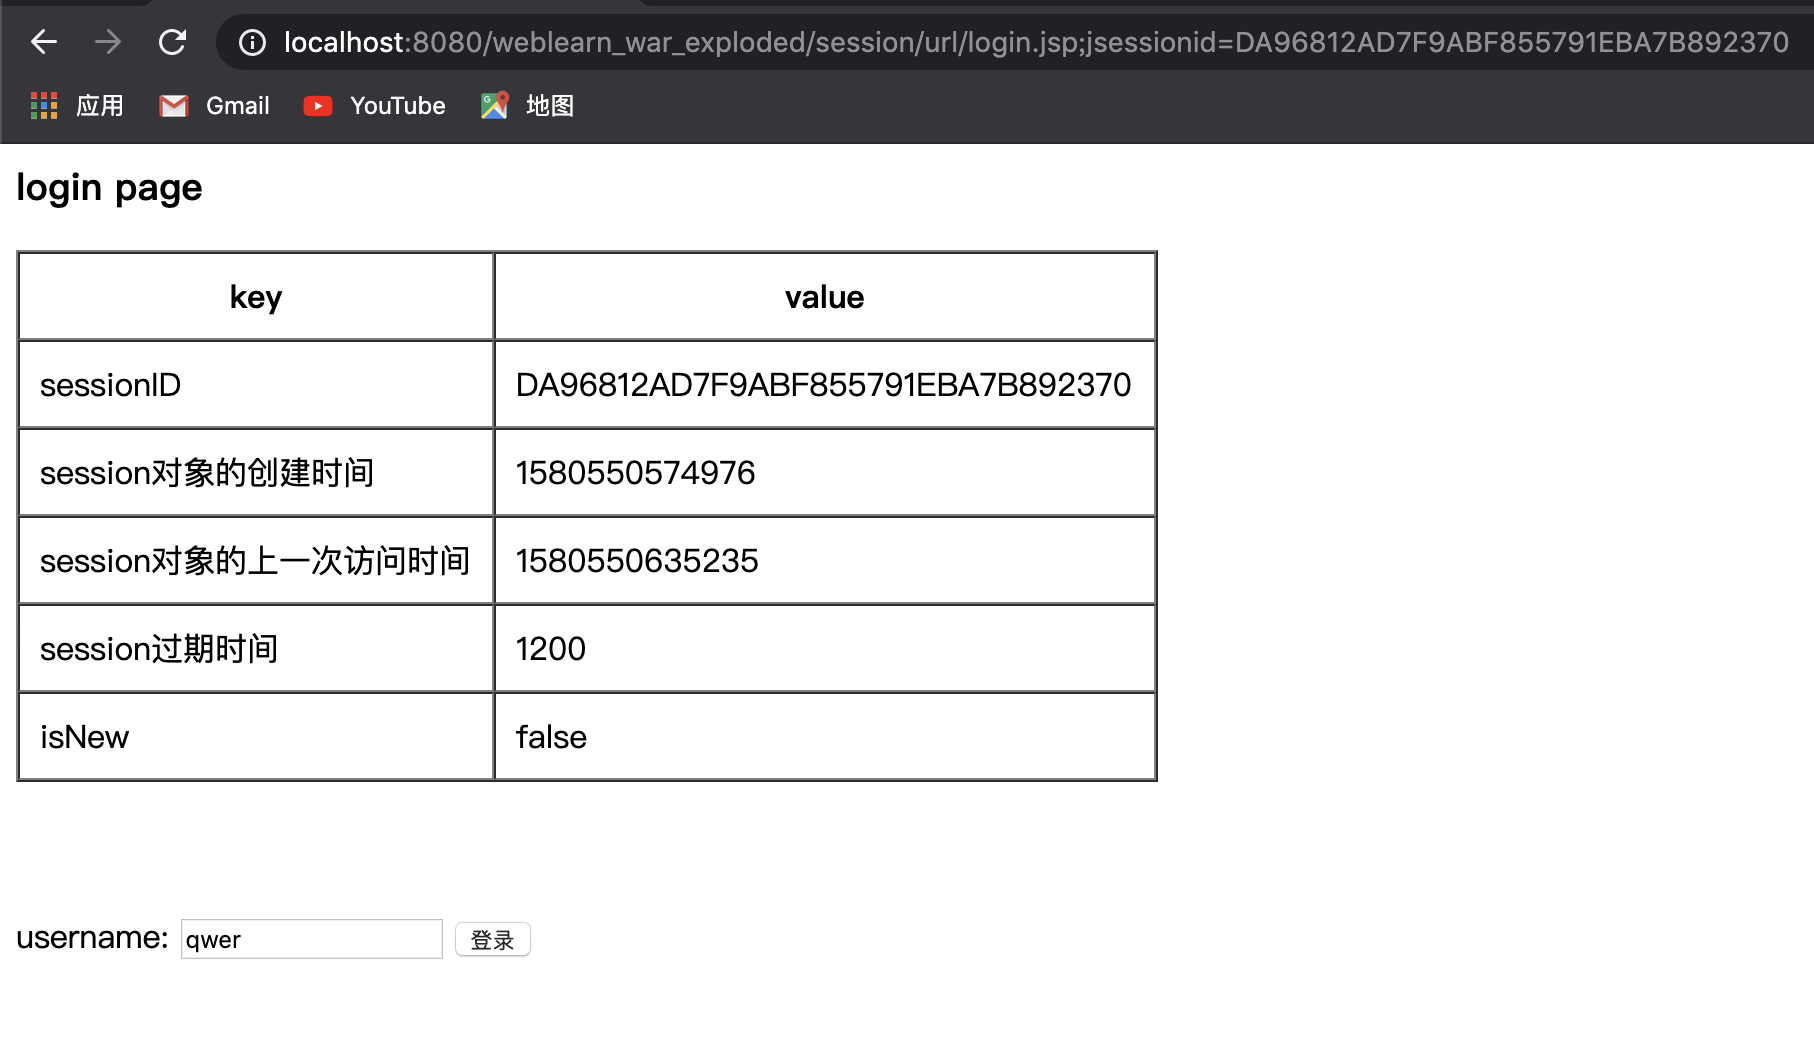 localhost:8080/weblearn_war_exploded/session/url/login.jsp;jsessionid=DA96812AD7F9ABF855791EBA7B892370
应用 Gmail YouTube 地图
login page
key value
sessionID DA96812AD7F9ABF855791EBA7B892370
session对象的创建时间 1580550574976
session对象的上一次访问时间 1580550635235
session过期时间 1200
isNew false
username: qwer 登录